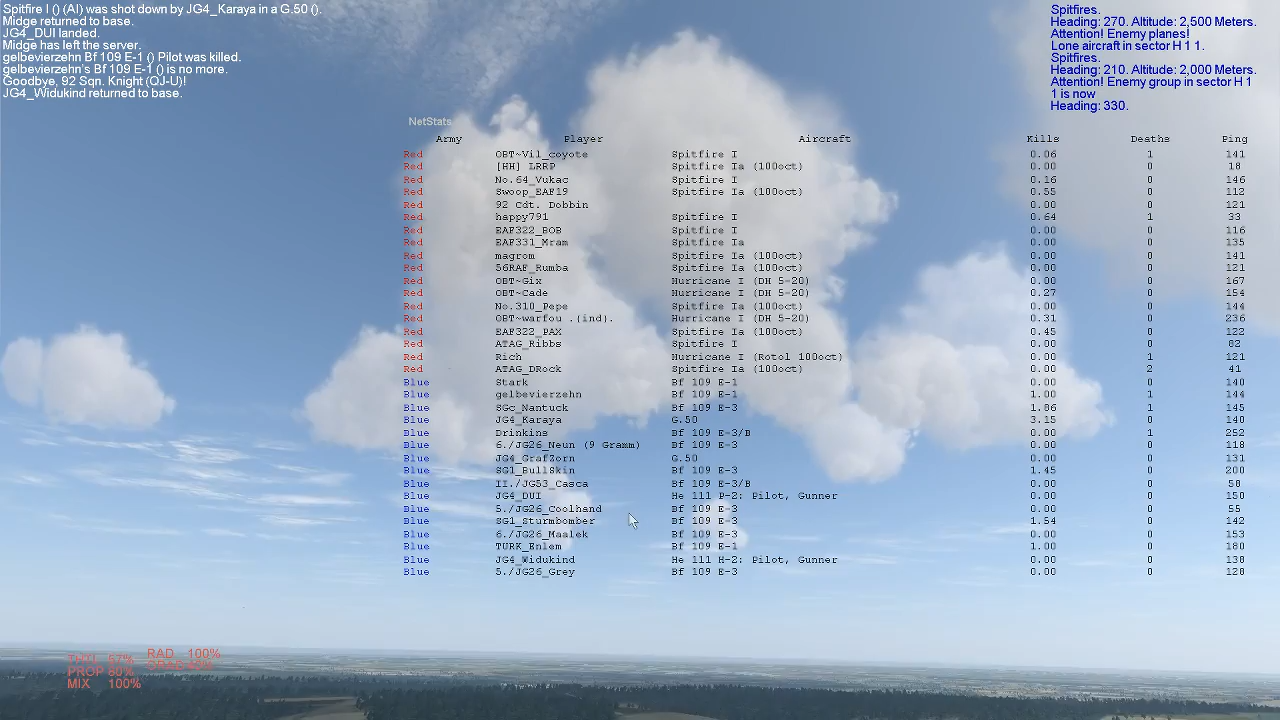 Spitfire I () (AI) was shot down by JG4_Karaya in a G.50 ().
Midge returned to base.
JG4_DUI landed.
Midge has left the server.
gelbevierzehn Bf 109 E-1 () Pilot was killed.
gelbevierzehn's Bf 109 E-1 () is no more.
Goodbye, 92 Sqn. Knight (OJ-U)!
JG4_Widukind returned to base.
Spitfires.
Heading: 270. Altitude: 2,500 Meters.
Attention! Enemy planes!
Lone aircraft in sector H 1 1.
Spitfires.
Heading: 210. Altitude: 2,000 Meters.
Attention! Enemy group in sector H 1
1 is now
Heading: 330.
NetStats
Army Player Aircraft Kills Deaths Ping
Red OBT~Vil_coyote Spitfire I 0.06 1 141
Red [HH] LRRP Spitfire Ia (100oct) 0.00 0 18
Red No.64_Vukac Spitfire I 0.16 0 146
Red Swoop_EAF19 Spitfire Ia (100oct) 0.55 0 112
Red 92 Cdt. Dobbin 0.00 0 121
Red happy791 Spitfire I 0.64 1 33
Red EAF322_BOB Spitfire I 0.00 0 116
Red EAF331_Mram Spitfire Ia 0.00 0 135
Red magrom Spitfire Ia (100oct) 0.00 0 141
Red 56RAF_Rumba Spitfire Ia (100oct) 0.00 0 121
Red OBT~Gix Hurricane I (DH 5-20) 0.00 0 167
Red OBT~Cade Hurricane I (DH 5-20) 0.27 0 154
Red No.310_Pepe Spitfire Ia (100oct) 0.00 0 144
Red OBT~warfou .{ind}. Hurricane I (DH 5-20) 0.31 0 236
Red EAF322_PAX Spitfire Ia (100oct) 0.45 0 122
Red ATAG_Kibbs Spitfire I 0.00 0 82
Red Rich Hurricane I (Rotol 100oct) 0.00 1 121
Red ATAG_DRock Spitfire Ia (100oct) 0.00 2 41
Blue Stark Bf 109 E-1 0.00 0 140
Blue gelbevierzehn Bf 109 E-1 1.00 1 144
Blue SGc_Nantuck Bf 109 E-3 1.86 1 145
Blue JG4_Karaya G.50 3.15 0 140
Blue Drinkins Bf 109 E-3/B 0.00 1 252
Blue 6./JG26_Neun (9 Gramm) Bf 109 E-3 0.08 0 118
Blue JG4_GrafZorn G.50 0.00 0 131
Blue SG1_Bullskin Bf 109 E-3 1.45 0 200
Blue II./JG53_Casca Bf 109 E-3/B 0.00 0 58
Blue JG4_DUI He 111 P-2: Pilot, Gunner 0.00 0 150
Blue 5./JG26_Coolhand Bf 109 E-3 0.00 0 55
Blue SG1_Sturmbomber Bf 109 E-3 1.54 0 142
Blue 6./JG26_Maalek Bf 109 E-3 0.00 0 153
Blue TURK_Enlem Bf 109 E-1 1.00 0 180
Blue JG4_Widukind He 111 H-2: Pilot, Gunner 0.00 0 138
Blue 5./JG26_Grey Bf 109 E-3 0.00 0 128
67% RAD 100%
PROP 80%
MIX 100%